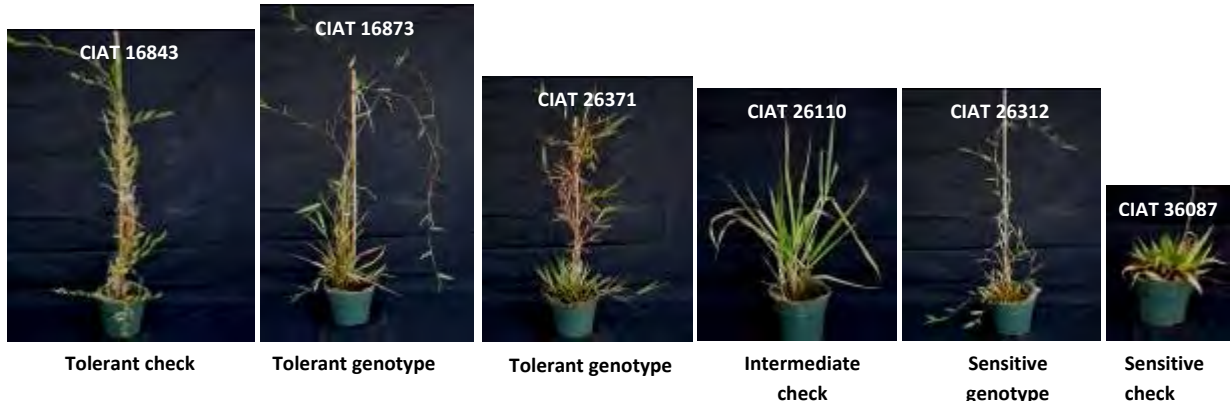 CIAT 16843
CIAT 16873
CIAT 26371
CIAT 26110
CIAT 26312
CIAT 36087
Tolerant check
Tolerant genotype
Tolerant genotype
Intermediate
check
Sensitive
genotype
Sensitive
check